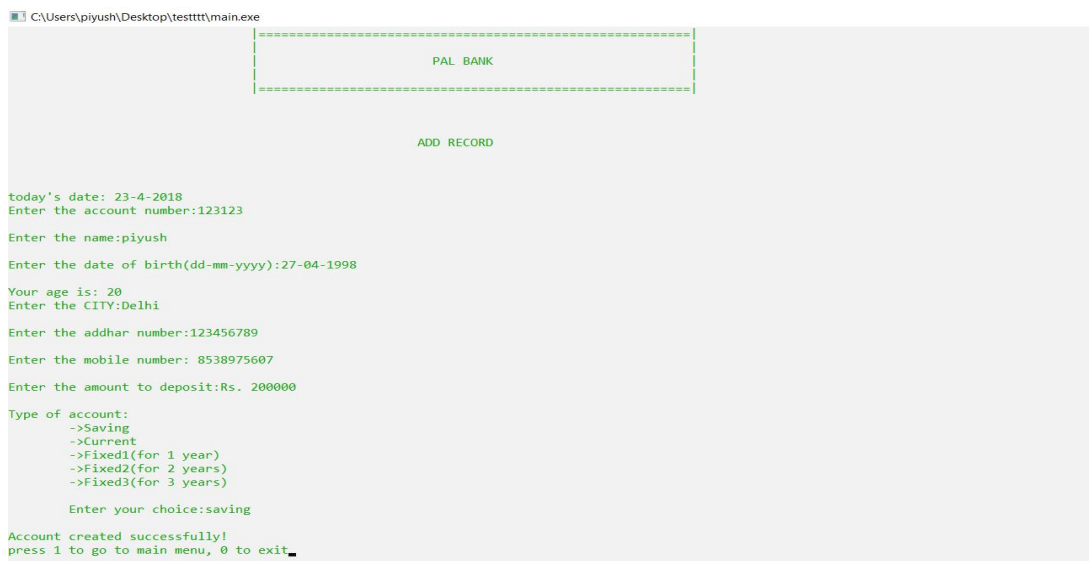 C:\Users\piyush\Desktop\testttt\main.exe
|=========================================================|
PAL BANK
|=========================================================|
ADD RECORD
today's date: 23-4-2018
Enter the account number:123123
Enter the name:piyush
Enter the date of birth(dd-mm-yyyy):27-04-1998
Your age is: 20
Enter the CITY:Delhi
Enter the addhar number:123456789
Enter the mobile number: 8538975607
Enter the amount to deposit:Rs. 200000
Type of account:
->Saving
->Current
->Fixed1(for 1 year)
->Fixed2(for 2 years)
->Fixed3(for 3 years)
Enter your choice:saving
Account created successfully!
press 1 to go to main menu, 0 to exit